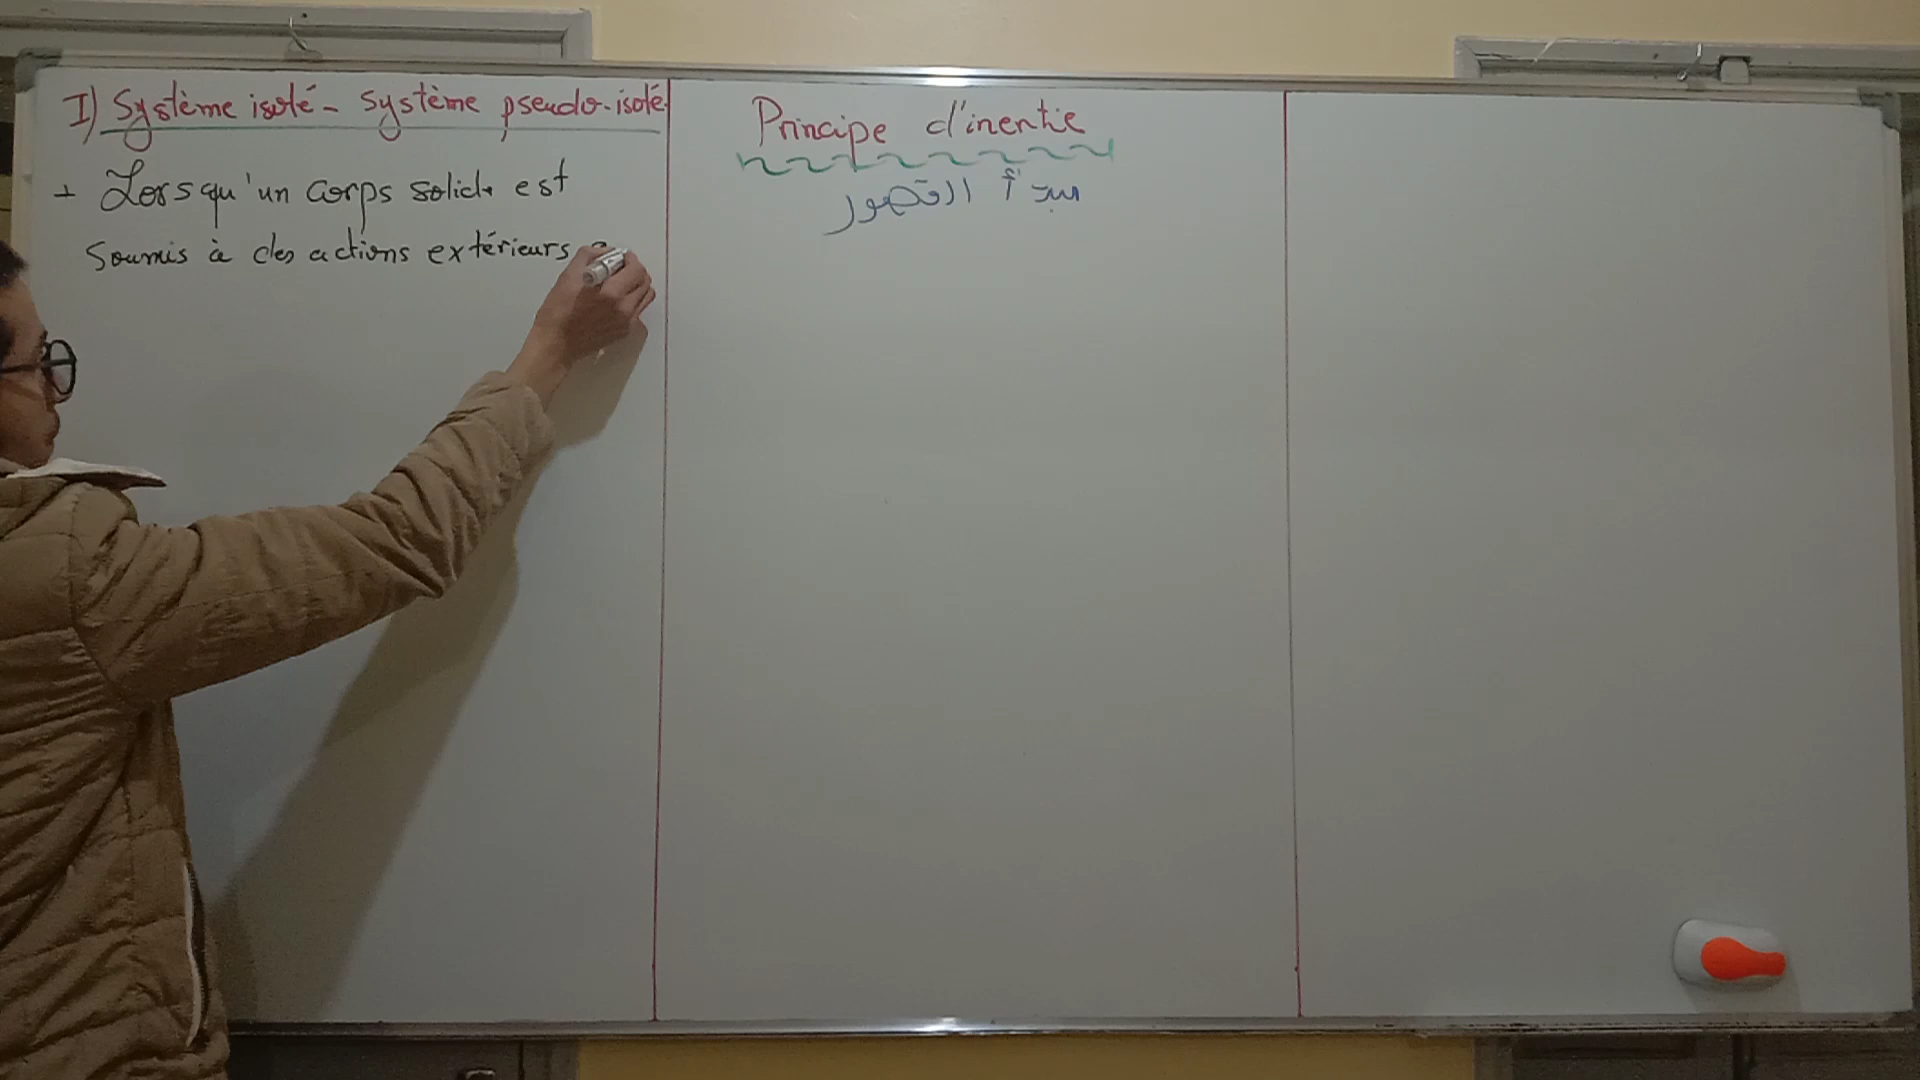 I) Système isolé - Système pseudo-isolé
+ Lorsqu'un corps solide est
soumis à des actions extérieurs
Principe d'inertie
مبدأ القصور